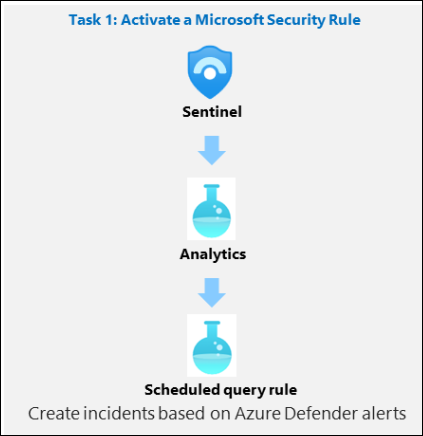 Task 1: Activate a Microsoft Security Rule
Sentinel
Analytics
Scheduled query rule
Create incidents based on Azure Defender alerts